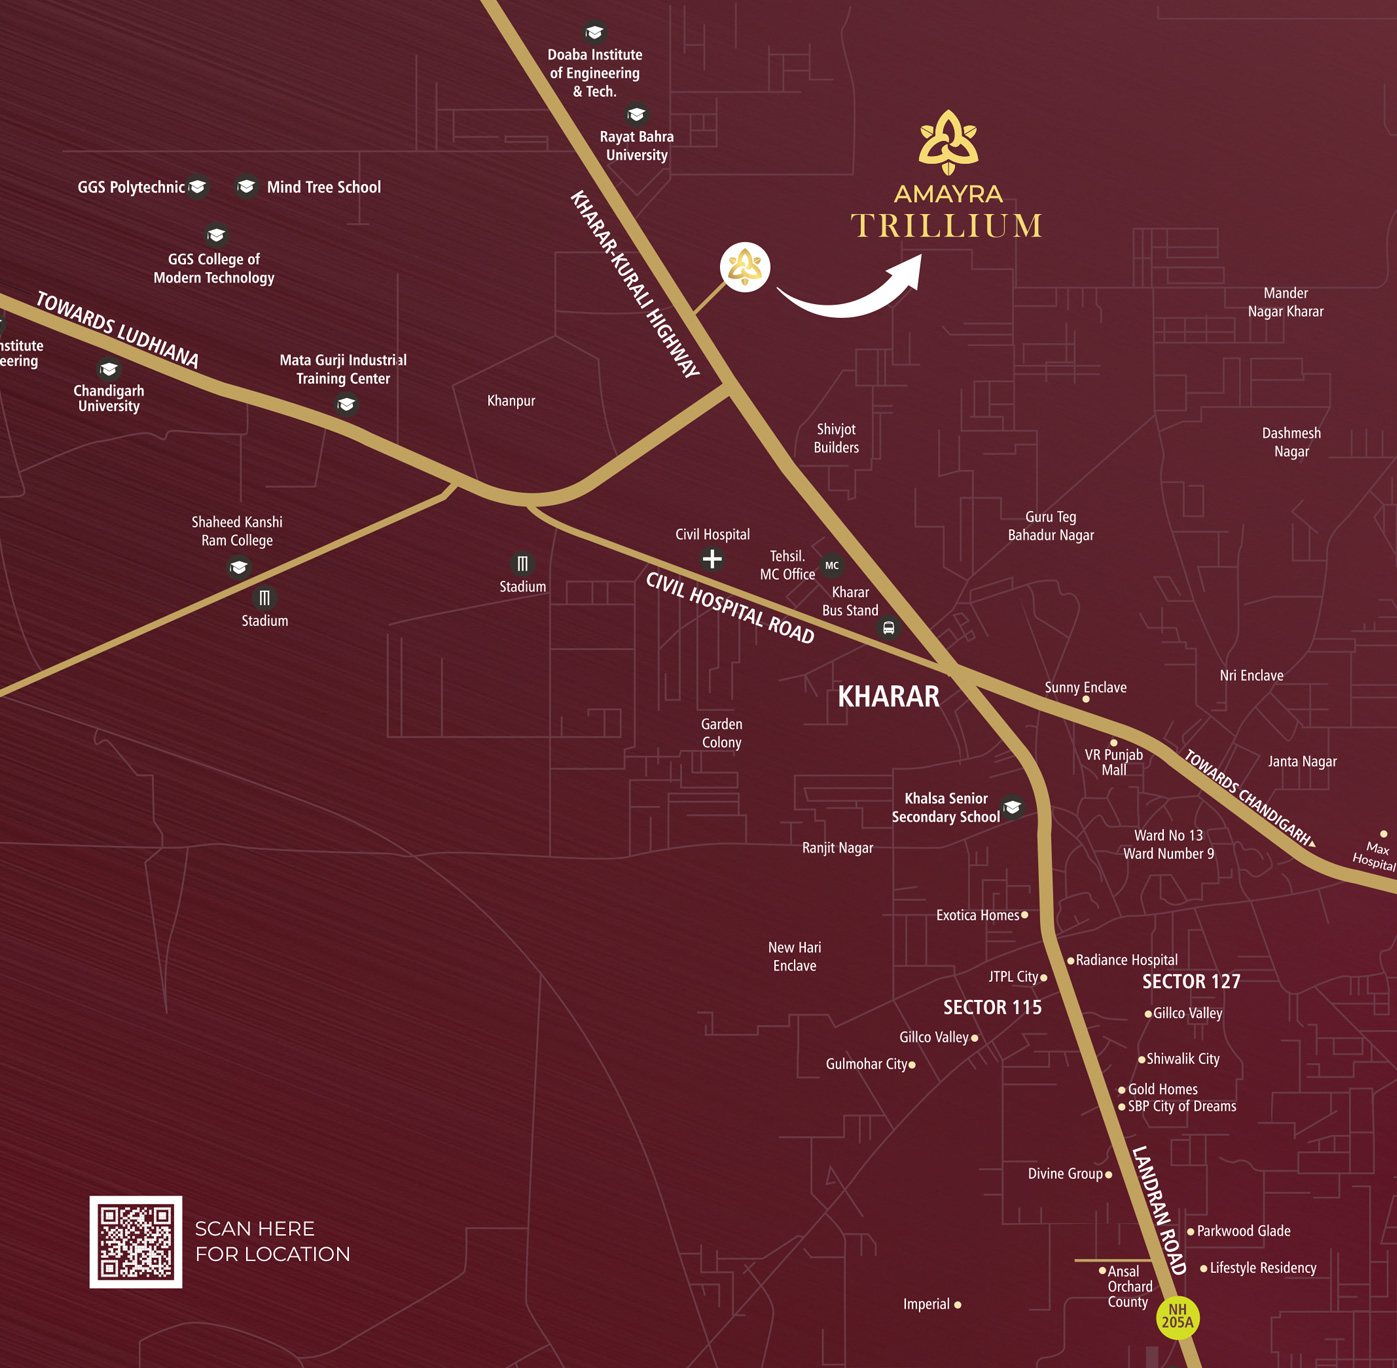 Doaba Institute
of Engineering
& Tech.
Rayat Bahra
University
AMAYRA
TRILLIUM
GGS Polytechnic
Mind Tree School
GGS College of
Modern Technology
KHARAR-KURALI HIGHWAY
TOWARDS LUDHIANA
nstitute
eering
Chandigarh
University
Mata Gurji Industrial
Training Center
Khanpur
Mander
Nagar Kharar
Shivjot
Builders
Dashmesh
Nagar
Shaheed Kanshi
Ram College
Stadium
Stadium
Civil Hospital
CIVIL HOSPITAL ROAD
Tehsil.
MC Office
MC
Kharar
Bus Stand
Guru Teg
Bahadur Nagar
KHARAR
Sunny Enclave
Nri Enclave
VR Punjab
Mall
TOWARDS CHANDIGARH
Janta Nagar
Garden
Colony
Khalsa Senior
Secondary School
Ranjit Nagar
Ward No 13
Ward Number 9
Max
Hospital
Exotica Homes
New Hari
Enclave
Radiance Hospital
SECTOR 127
JTPL City
SECTOR 115
Gillco Valley
Gillco Valley
Gulmohar City
Shiwalik City
Gold Homes
SBP City of Dreams
Divine Group
LANDRAN ROAD
Parkwood Glade
Lifestyle Residency
Ansal
Orchard
County
Imperial
NH
205A
SCAN HERE
FOR LOCATION